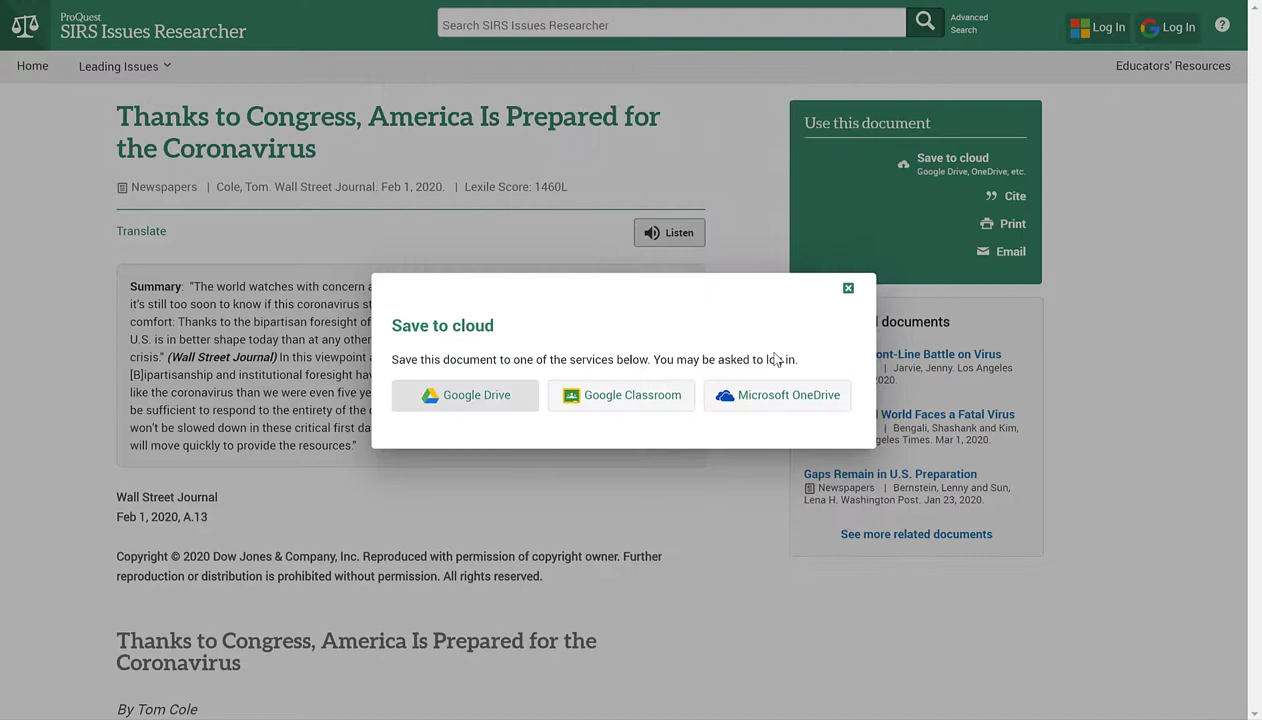 ProQuest
SIRS Issues Researcher
Search SIRS Issues Researcher
Advanced
Search
Log In
Log In
?
Home
Leading Issues
Educators' Resources
Thanks to Congress, America Is Prepared for
the Coronavirus
Newspapers | Cole, Tom. Wall Street Journal. Feb 1, 2020. | Lexile Score: 1460L
Translate
Listen
Use this document
Save to cloud
Google Drive, OneDrive, etc.
Cite
Print
Email
Summary: "The world watches with concern a
it's still too soon to know if this coronavirus st
comfort: Thanks to the bipartisan foresight of
U.S. is in better shape today than at any other
crisis." (Wall Street Journal) In this viewpoint a
[B]ipartisanship and institutional foresight hav
like the coronavirus than we were even five ye
be sufficient to respond to the entirety of the c
won't be slowed down in these critical first da
will move quickly to provide the resources."
Save to cloud
Save this document to one of the services below. You may be asked to log in.
Google Drive
Google Classroom
Microsoft OneDrive
d documents
ont-Line Battle on Virus
Jarvie, Jenny. Los Angeles
2020.
l World Faces a Fatal Virus
Bengali, Shashank and Kim,
geles Times. Mar 1, 2020.
Gaps Remain in U.S. Preparation
Newspapers | Bernstein, Lenny and Sun,
Lena H. Washington Post. Jan 23, 2020.
See more related documents
Wall Street Journal
Feb 1, 2020, A.13
Copyright © 2020 Dow Jones & Company, Inc. Reproduced with permission of copyright owner. Further
reproduction or distribution is prohibited without permission. All rights reserved.
Thanks to Congress, America Is Prepared for the
Coronavirus
By Tom Cole